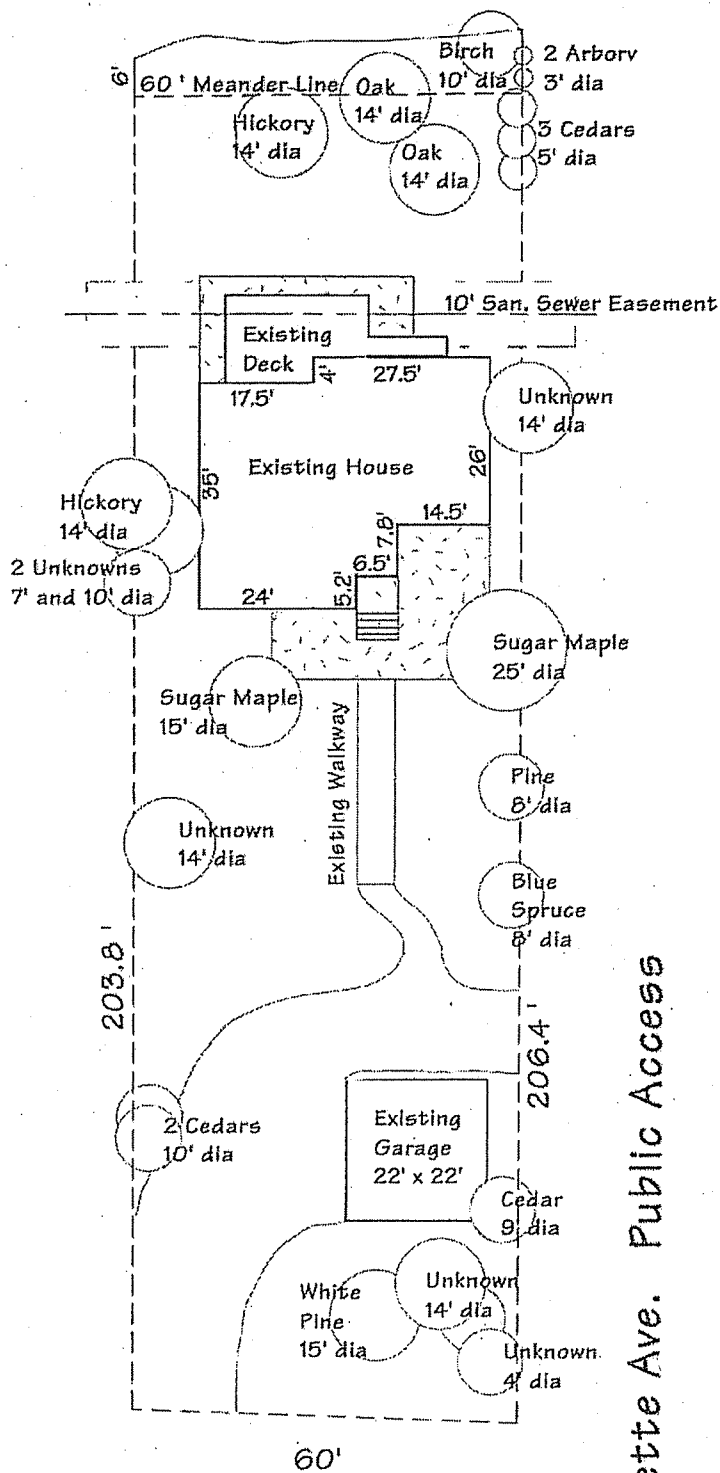 Birch
10' dia
2 Arborv
3' dia
6'
60 ' Meander Line
Oak
14' dia
Hickory
14' dia
Oak
14' dia
3 Cedars
5' dia
10' San. Sewer Easement
Existing
Deck
4'
27.5'
17.5'
Unknown
14' dia
Existing House
35'
26'
Hickory
14' dia
2 Unknowns
7' and 10' dia
14.5'
7.8'
6.5'
5.2'
24'
Sugar Maple
25' dia
Sugar Maple
15' dia
Existing Walkway
Pine
8' dia
Unknown
14' dia
Blue
Spruce
8' dia
203.8 '
206.4 '
Existing
Garage
22' x 22'
2 Cedars
10' dia
Cedar
9' dia
White
Pine
15' dia
Unknown
14' dia
Unknown
4' dia
60'
ette Ave. Public Access